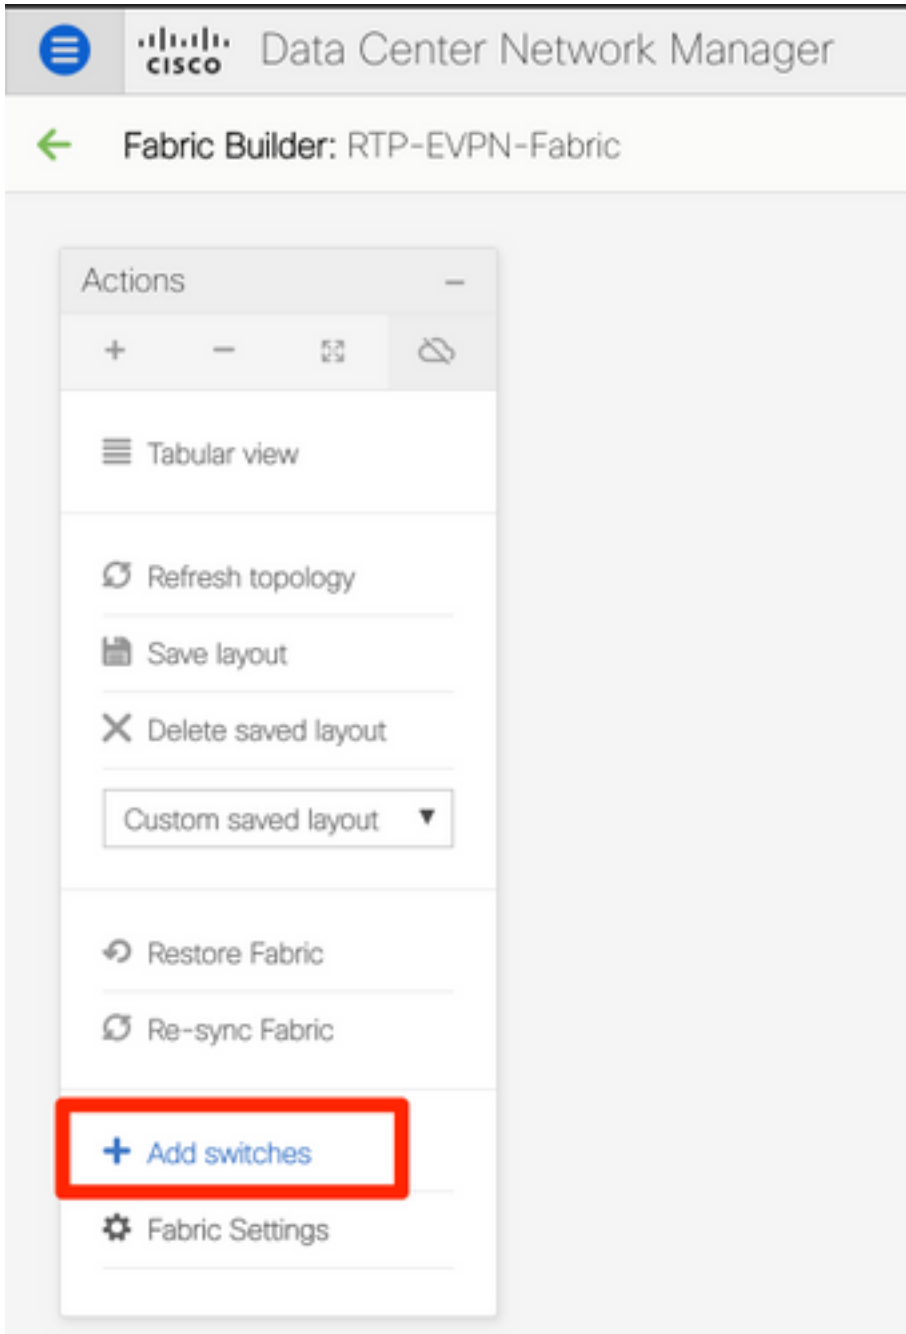 CISCO Data Center Network Manager
Fabric Builder: RTP-EVPN-Fabric
Actions
Tabular view
Refresh topology
Save layout
Delete saved layout
Custom saved layout
Restore Fabric
Re-sync Fabric
Add switches
Fabric Settings